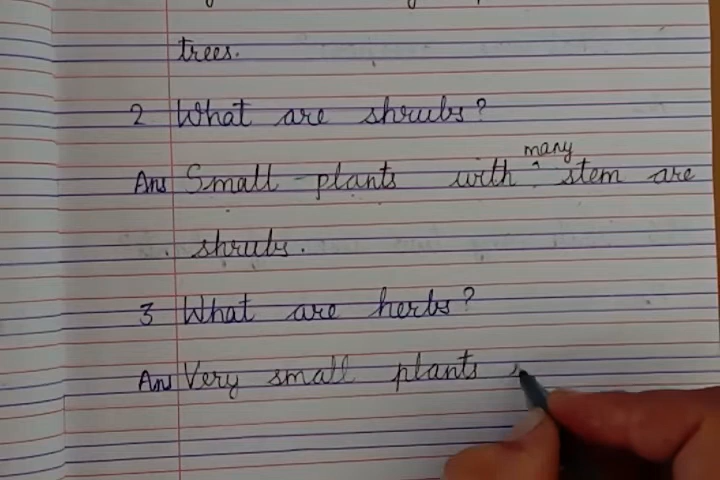 trees.
2 What are shrubs?
many
Ans Small plants with ^ stem are
shrubs.
3 What are herbs?
Ans Very small plants